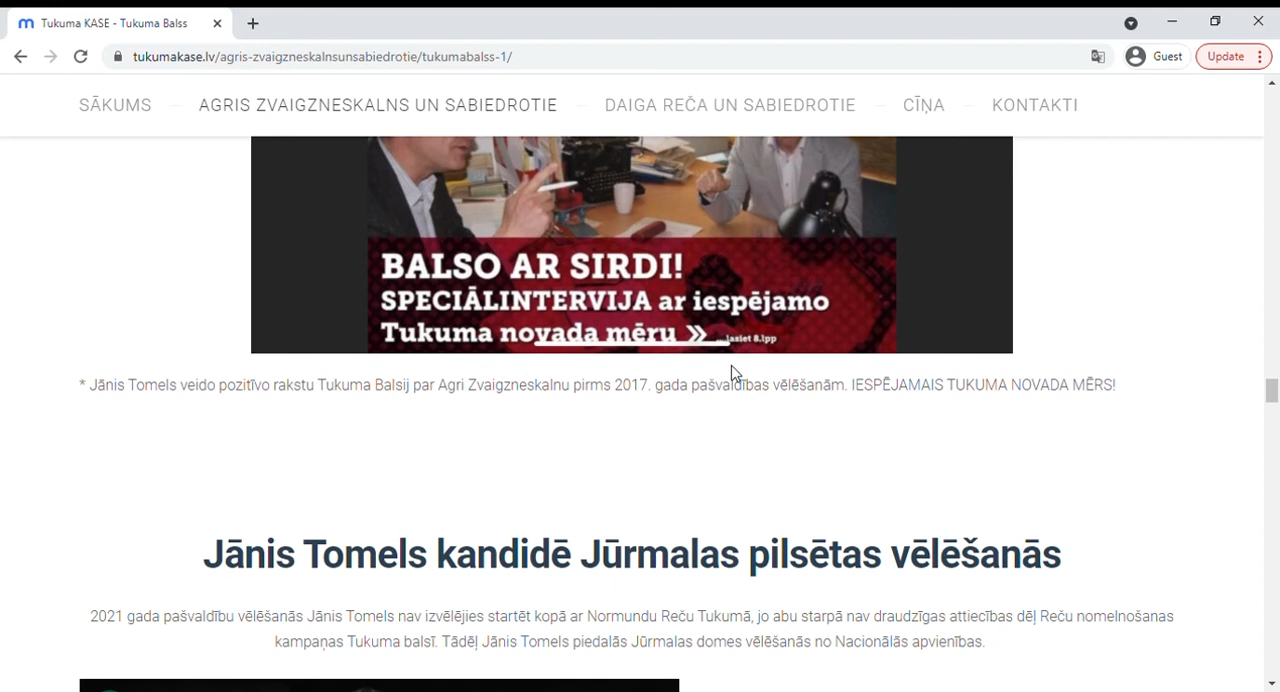 Tukuma KASE - Tukuma Balss
tukumakase.lv/agris-zvaigzneskalnsunsabiedrotie/tukumabalss-1/
Guest
Update
SĀKUMS
AGRIS ZVAIGZNESKALNS UN SABIEDROTIE
DAIGA REČA UN SABIEDROTIE
CĪŅA
KONTAKTI
BALSO AR SIRDI!
SPECIĀLINTERVIJA ar iespējamo
Tukuma novada mēru »
...lasiet 8.lpp
* Jānis Tomels veido pozitīvo rakstu Tukuma Balsij par Agri Zvaigzneskalnu pirms 2017. gada pašvaldības vēlēšanām. IESPĒJAMAIS TUKUMA NOVADA MĒRS!
Jānis Tomels kandidē Jūrmalas pilsētas vēlēšanās
2021 gada pašvaldību vēlēšanās Jānis Tomels nav izvēlējies startēt kopā ar Normundu Reču Tukumā, jo abu starpā nav draudzīgas attiecības dēļ Reču nomelnošanas
kampaņas Tukuma balsī. Tādēļ Jānis Tomels piedalās Jūrmalas domes vēlēšanās no Nacionālās apvienības.